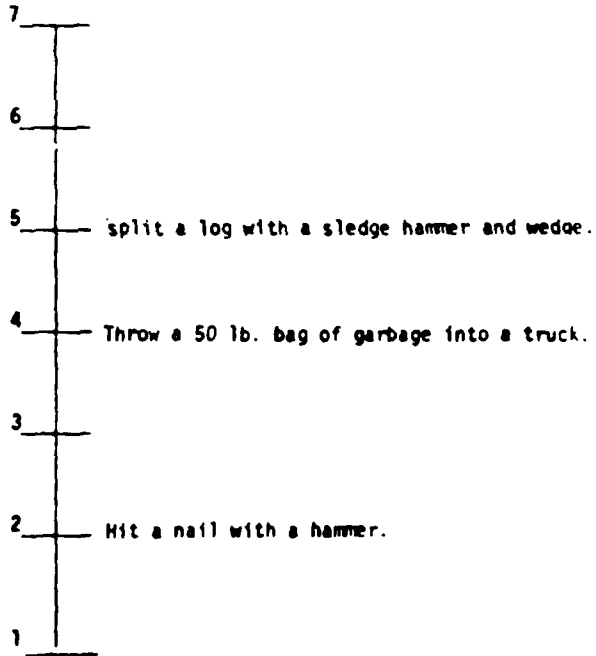 7
6
5 split a log with a sledge hammer and wedge.
4 Throw a 50 lb. bag of garbage into a truck.
3
2 Hit a nail with a hammer.
1